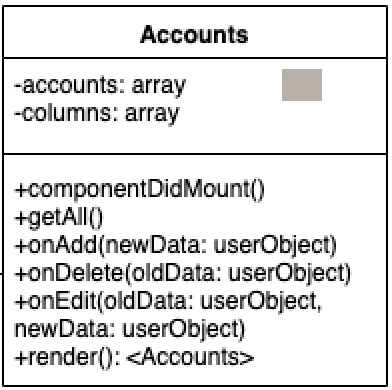 Accounts
-accounts: array
-columns: array
+componentDidMount()
+getAll()
+onAdd(newData: userObject)
+onDelete(oldData: userObject)
+onEdit(oldData: userObject,
newData: userObject)
+render(): <Accounts>